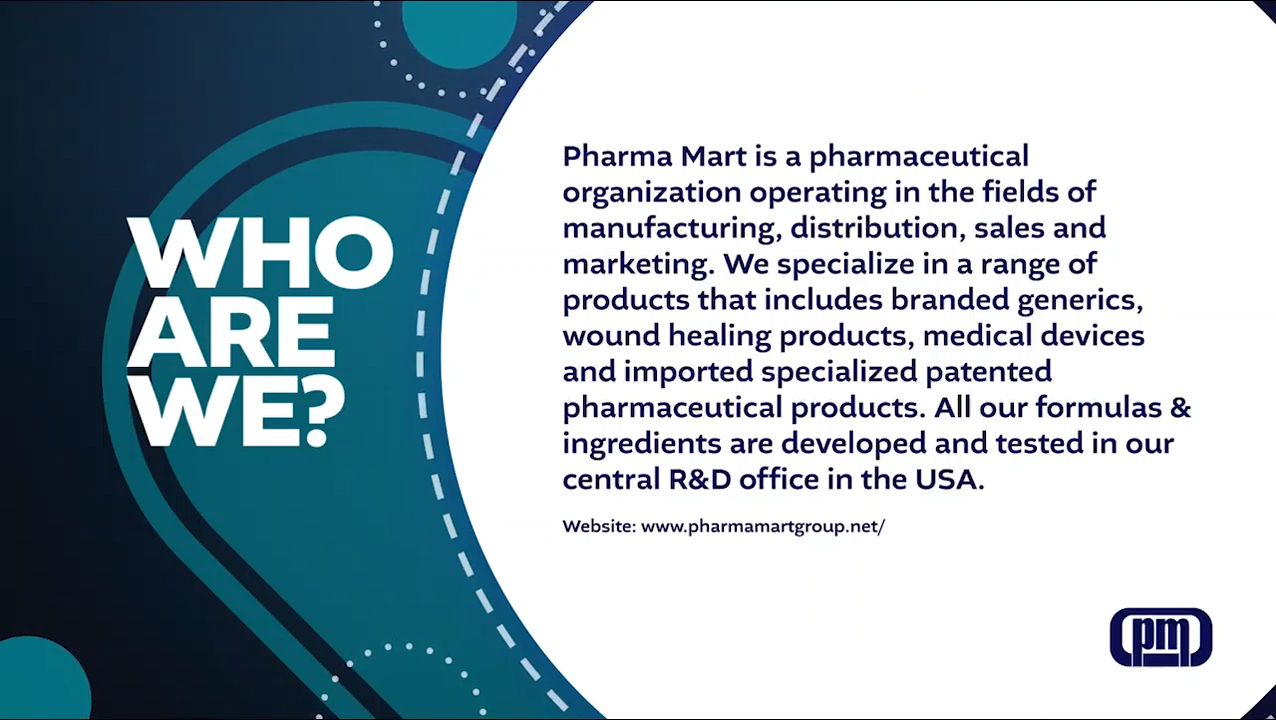 WHO
ARE
WE?
Pharma Mart is a pharmaceutical
organization operating in the fields of
manufacturing, distribution, sales and
marketing. We specialize in a range of
products that includes branded generics,
wound healing products, medical devices
and imported specialized patented
pharmaceutical products. All our formulas &
ingredients are developed and tested in our
central R&D office in the USA.
Website: www.pharmamartgroup.net/
pm